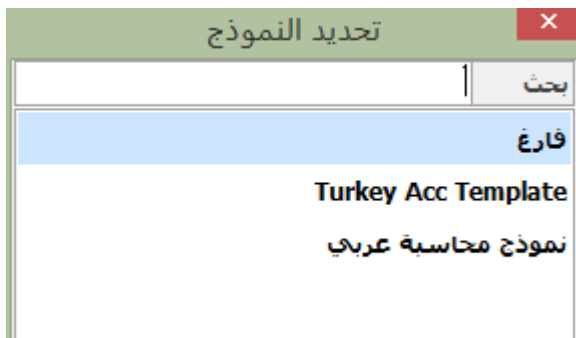 تحديد النموذج
بحث
فارغ
Turkey Acc Template
نموذج محاسبة عربي